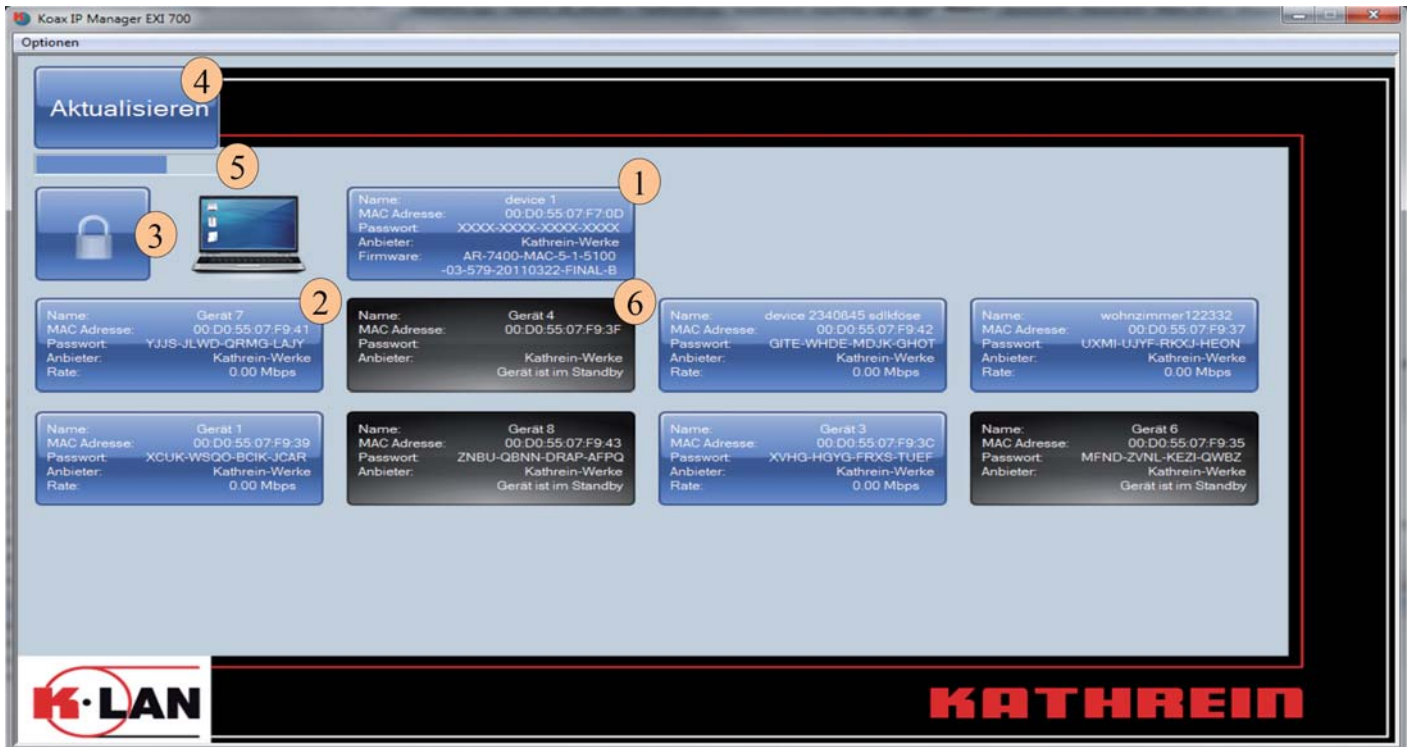 Koax IP Manager EXI 700
Optionen
Aktualisieren
4
5
3
1
Name: device 1
MAC Adresse: 00:D0:55:07:F7:0D
Passwort: XXXX-XXXX-XXXX-XXXX
Anbieter: Kathrein-Werke
Firmware: AR-7400-MAC-5-1-5100
-03-579-20110322-FINAL-B
2
Name: Gerät 7
MAC Adresse: 00:D0:55:07:F9:41
Passwort: YJJS-JLWD-QRMG-LAJY
Anbieter: Kathrein-Werke
Rate: 0.00 Mbps
6
Name: Gerät 4
MAC Adresse: 00:D0:55:07:F9:3F
Passwort:
Anbieter: Kathrein-Werke
Gerät ist im Standby
Name: device 2340ß45 sdlkföse
MAC Adresse: 00:D0:55:07:F9:42
Passwort: GITE-WHDE-MDJK-GHOT
Anbieter: Kathrein-Werke
Rate: 0.00 Mbps
Name: wohnzimmer122332
MAC Adresse: 00:D0:55:07:F9:37
Passwort: UXMI-UJYF-RKXJ-HEON
Anbieter: Kathrein-Werke
Rate: 0.00 Mbps
Name: Gerät 1
MAC Adresse: 00:D0:55:07:F9:39
Passwort: XCUK-WSQO-BCIK-JCAR
Anbieter: Kathrein-Werke
Rate: 0.00 Mbps
Name: Gerät 8
MAC Adresse: 00:D0:55:07:F9:43
Passwort: ZNBU-QBNN-DRAP-AFPQ
Anbieter: Kathrein-Werke
Gerät ist im Standby
Name: Gerät 3
MAC Adresse: 00:D0:55:07:F9:3C
Passwort: XVHG-HGYG-FRXS-TUEF
Anbieter: Kathrein-Werke
Rate: 0.00 Mbps
Name: Gerät 6
MAC Adresse: 00:D0:55:07:F9:35
Passwort: MFND-ZVNL-KEZI-QWBZ
Anbieter: Kathrein-Werke
Gerät ist im Standby
K·LAN
KATHREIN